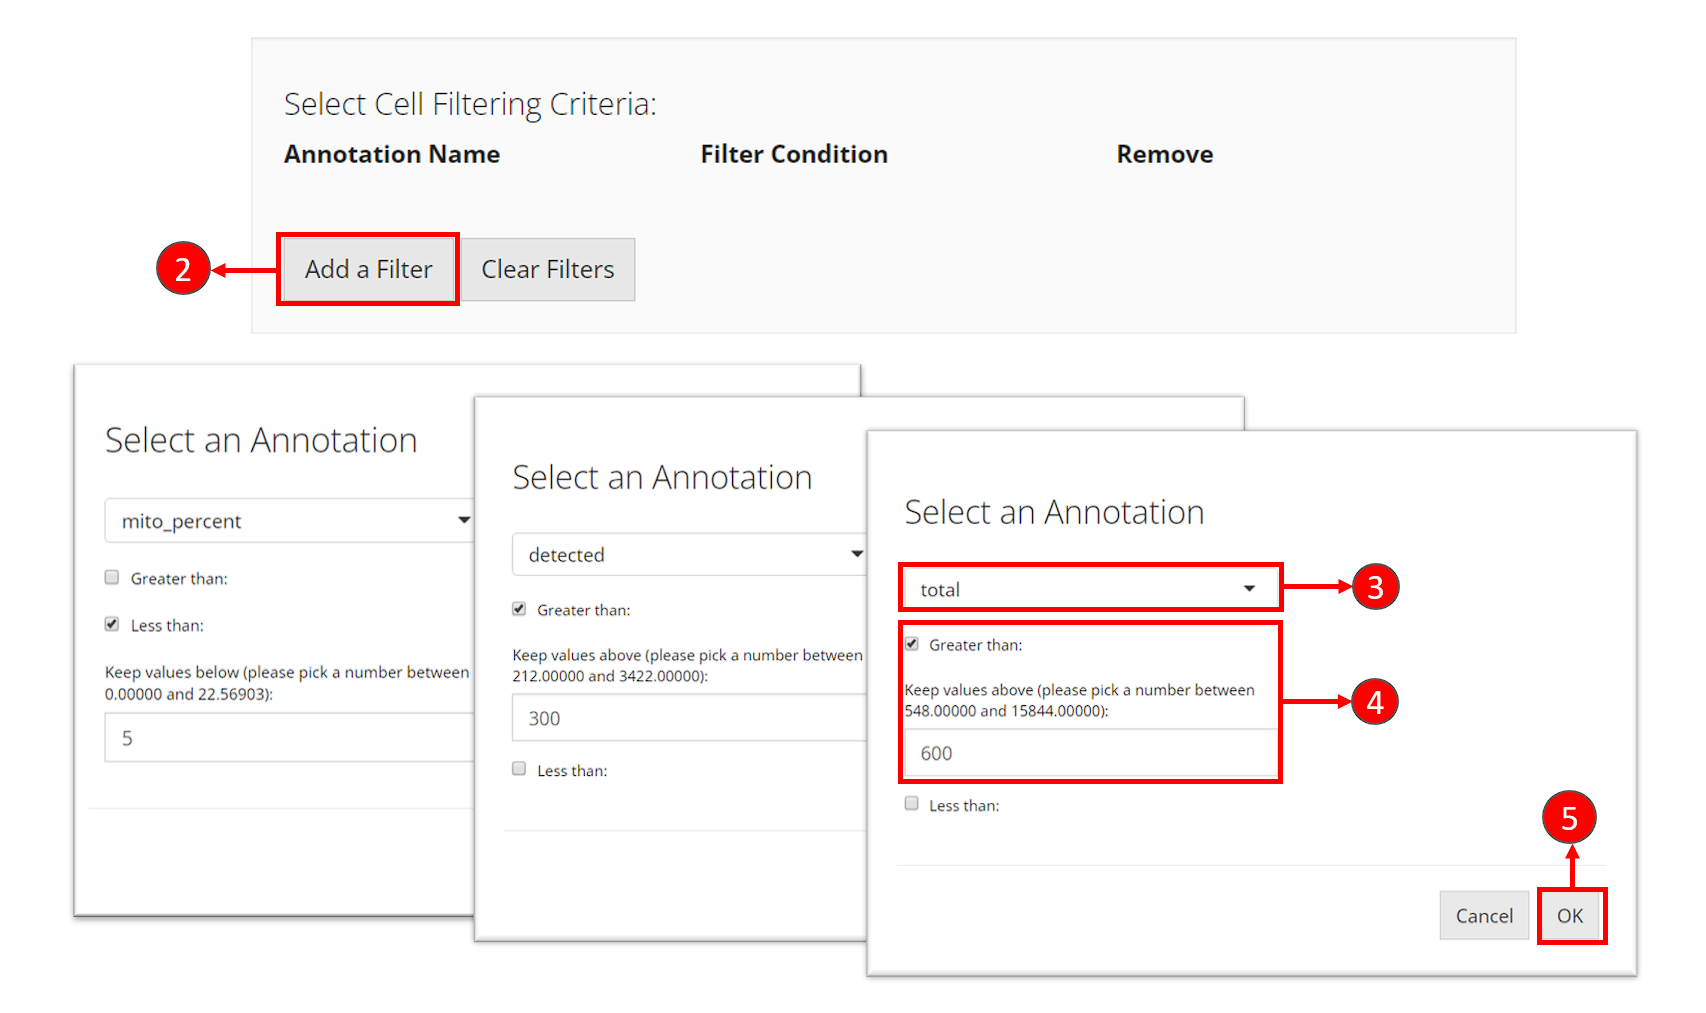 Select Cell Filtering Criteria:
Annotation Name Filter Condition Remove
2 Add a Filter Clear Filters
Select an Annotation
mito_percent
Greater than:
Less than:
Keep values below (please pick a number between
0.00000 and 22.56903):
5
Select an Annotation
detected
Greater than:
Keep values above (please pick a number between
212.00000 and 3422.00000):
300
Less than:
Select an Annotation
total 3
Greater than:
Keep values above (please pick a number between
548.00000 and 15844.00000):
4
600
Less than:
5
Cancel OK